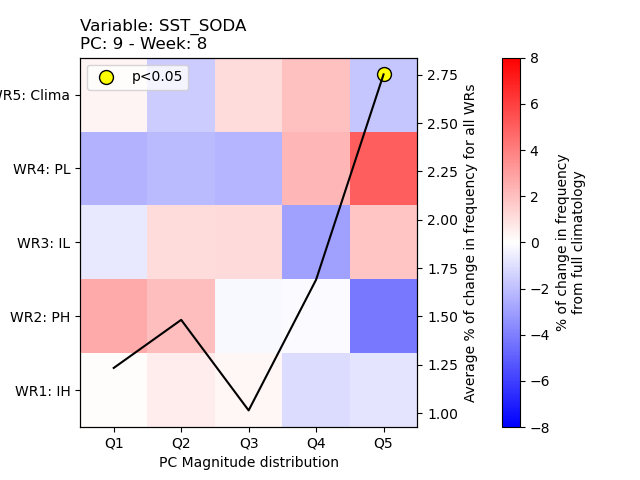 Variable: SST_SODA
PC: 9 - Week: 8
p<0.05
R5: Clima
WR4: PL
WR3: IL
WR2: PH
WR1: IH
Q1 Q2 Q3 Q4 Q5
PC Magnitude distribution
2.75
2.50
2.25
2.00
1.75
1.50
1.25
1.00
Average % of change in frequency for all WRs
8
6
4
2
0
−2
−4
−6
−8
% of change in frequency
from full climatology